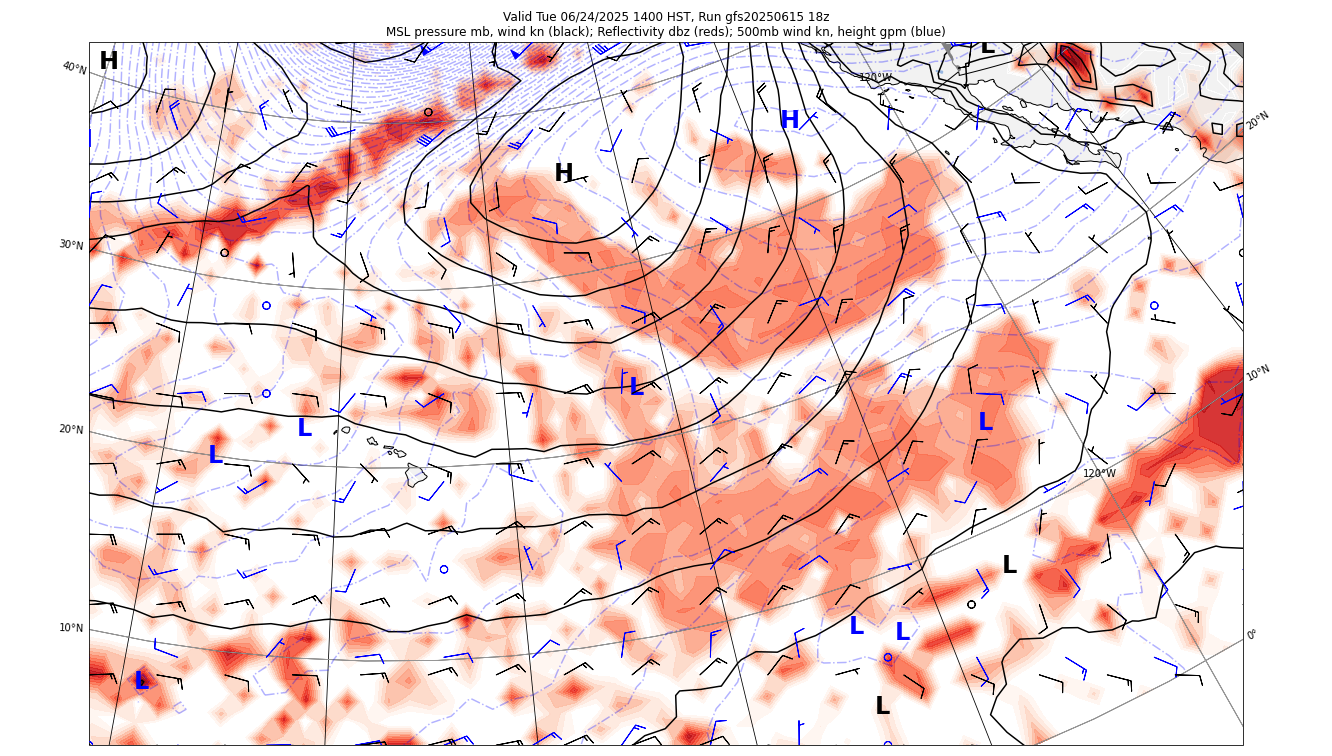 Valid Tue 06/24/2025 1400 HST, Run gfs20250615 18z
MSL pressure mb, wind kn (black); Reflectivity dbz (reds); 500mb wind kn, height gpm (blue)
H
L
40°N
120°W
H
20°N
H
30°N
10°N
L
L
L
20°N
L
120°W
L
10°N
L
L
0°
L
L